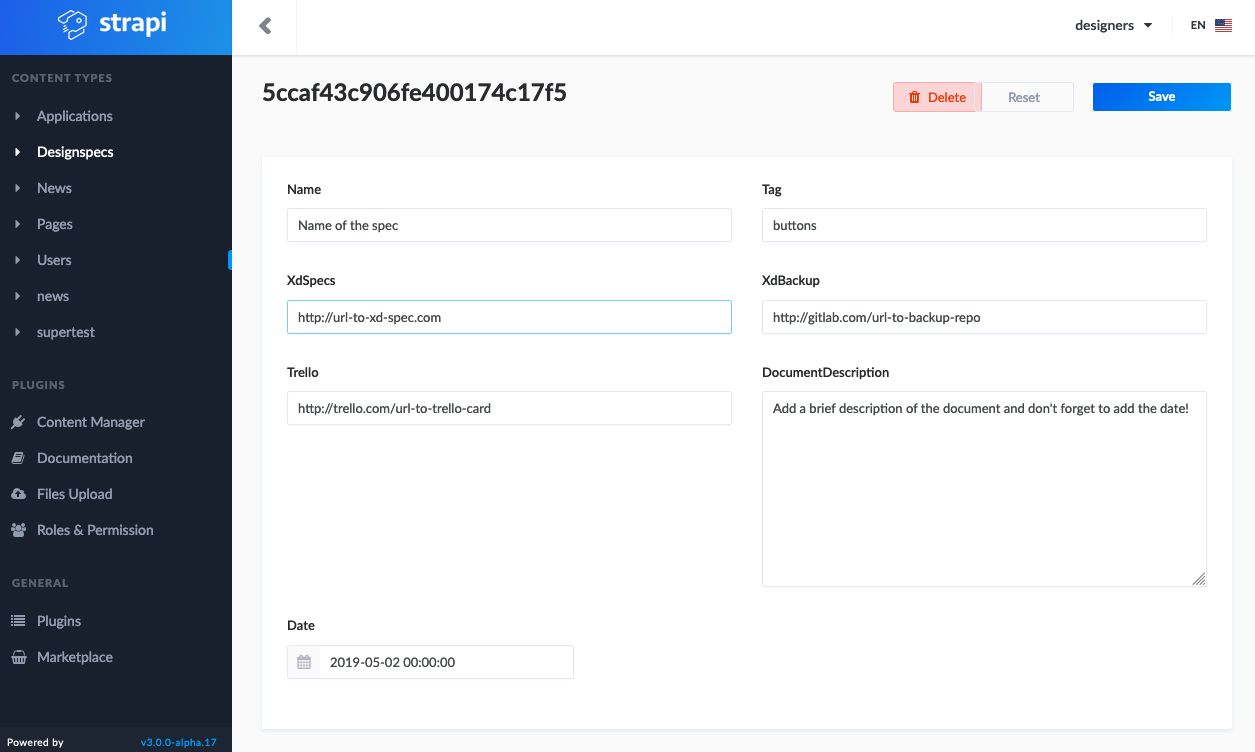 strapi
designers
EN
CONTENT TYPES
Applications
Designspecs
News
Pages
Users
news
supertest
PLUGINS
Content Manager
Documentation
Files Upload
Roles & Permission
GENERAL
Plugins
Marketplace
Powered by v3.0.0-alpha.17
5ccaf43c906fe400174c17f5
Delete Reset Save
Name
Name of the spec
Tag
buttons
XdSpecs
http://url-to-xd-spec.com
XdBackup
http://gitlab.com/url-to-backup-repo
Trello
http://trello.com/url-to-trello-card
DocumentDescription
Add a brief description of the document and don't forget to add the date!
Date
2019-05-02 00:00:00